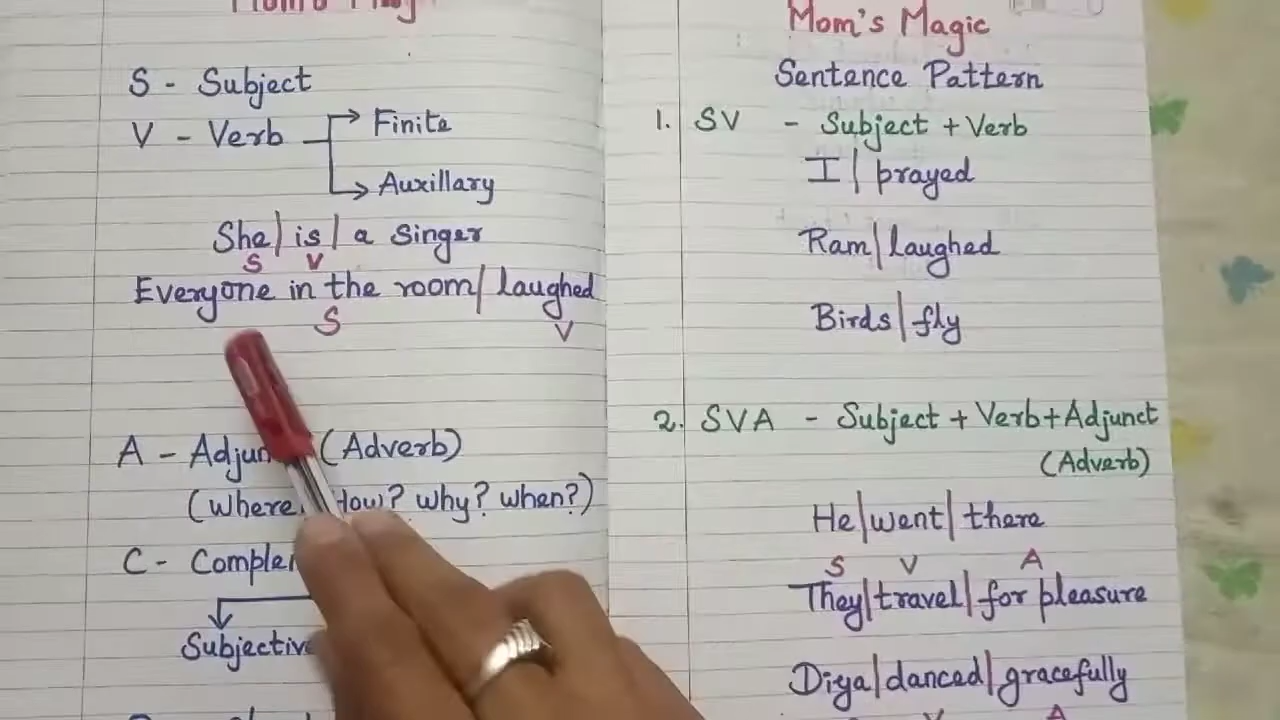 S - Subject
V - Verb
Finite
Auxillary
She| is| a Singer
S V
Everyone in the room| laughed
S V
A - (Adverb)
(Where How? why? when?)
C -
Subjective
Mom's Magic
Sentence Pattern
1. SV - Subject + Verb
I| prayed
Ram| laughed
Birds| fly
2. SVA - Subject + Verb + Adjunct
(Adverb)
He| went| there
S V A
They| travel| for pleasure
Diya| danced| gracefully
V A